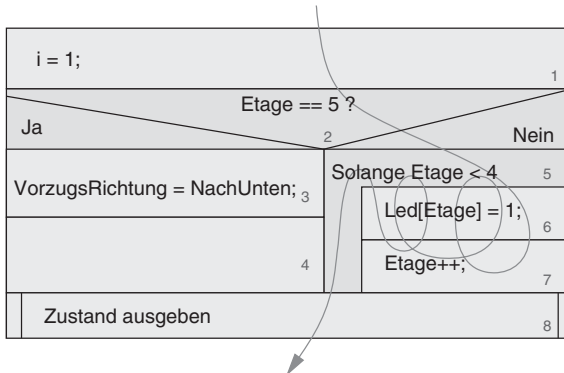 i = 1;
1
Etage == 5 ?
Ja
2
Nein
Solange Etage < 4
5
VorzugsRichtung = NachUnten;
3
Led[Etage] = 1;
6
4
Etage++;
7
Zustand ausgeben
8